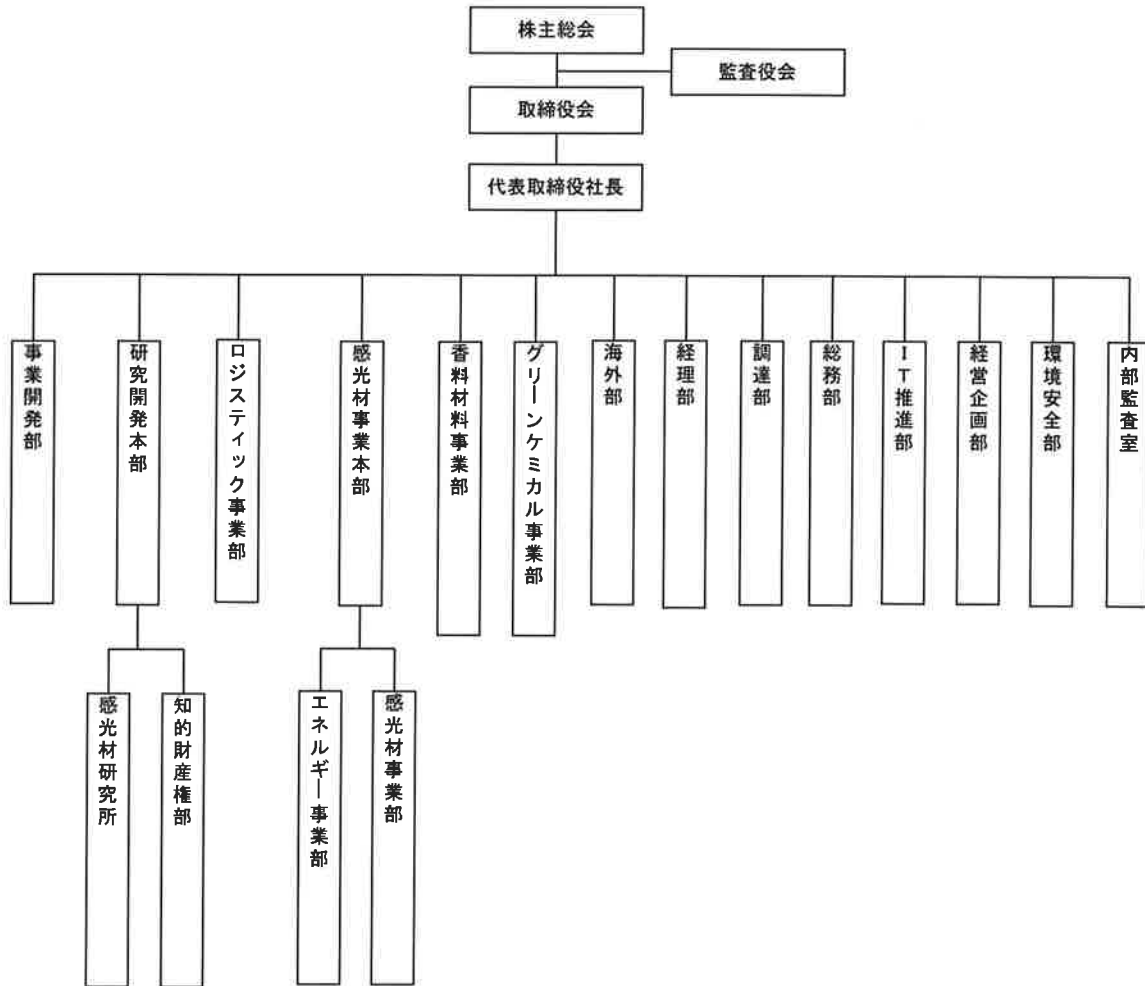 株主総会
監査役会
取締役会
代表取締役社長
事業開発部
研究開発本部
ロジスティック事業部
感光材事業本部
香料材料事業部
グリーンケミカル事業部
海外部
経理部
調達部
総務部
IT推進部
経営企画部
環境安全部
内部監査室
感光材研究所
知的財産権部
エネルギー事業部
感光材事業部